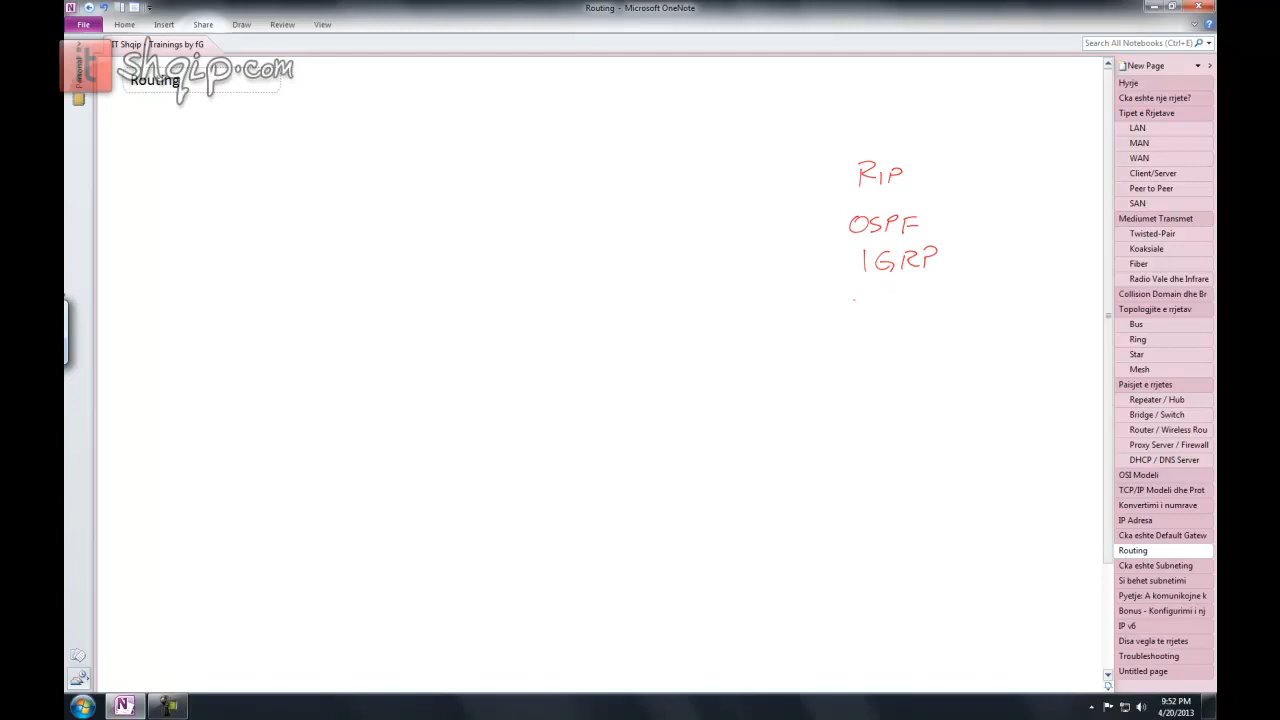 Routing - Microsoft OneNote
File Home Insert Share Draw Review View
IT Shqip - Trainings by fG
Search All Notebooks (Ctrl+E)
Shqip.com
Routing
New Page
Hyrje
Cka eshte nje rrjete?
Tipet e Rrjetave
LAN
MAN
WAN
Client/Server
Peer to Peer
SAN
Mediumet Transmet
Twisted-Pair
Koaksiale
Fiber
Radio Vale dhe Infrare
Collision Domain dhe Br
Topologjite e rrjetav
Bus
Ring
Star
Mesh
Paisjet e rrjetes
Repeater / Hub
Bridge / Switch
Router / Wireless Rou
Proxy Server / Firewall
DHCP / DNS Server
OSI Modeli
TCP/IP Modeli dhe Prot
Konvertimi i numrave
IP Adresa
Cka eshte Default Gatew
Routing
Cka eshte Subneting
Si behet subnetimi
Pyetje: A komunikojne k
Bonus - Konfigurimi i nj
IP v6
Disa vegla te rrjetes
Troubleshooting
Untitled page
RIP
OSPF
IGRP
9:52 PM
4/20/2013